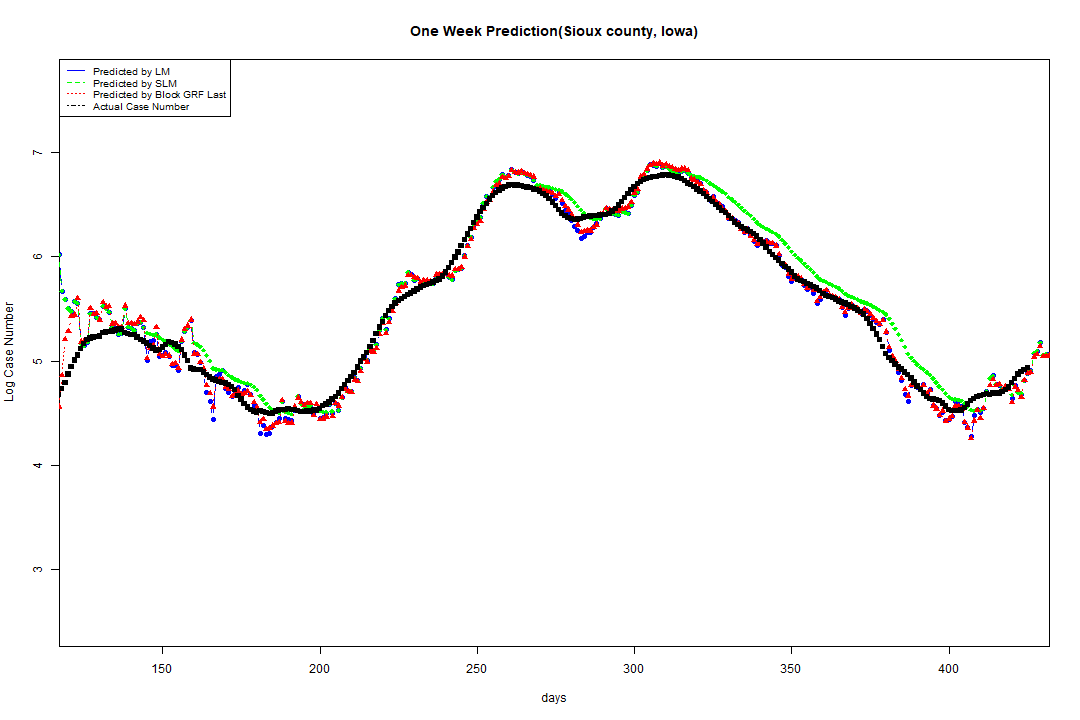 One Week Prediction(Sioux county, Iowa)
Predicted by LM
Predicted by SLM
Predicted by Block GRF Last
Actual Case Number
7
6
5
4
3
Log Case Number
150 200 250 300 350 400
days